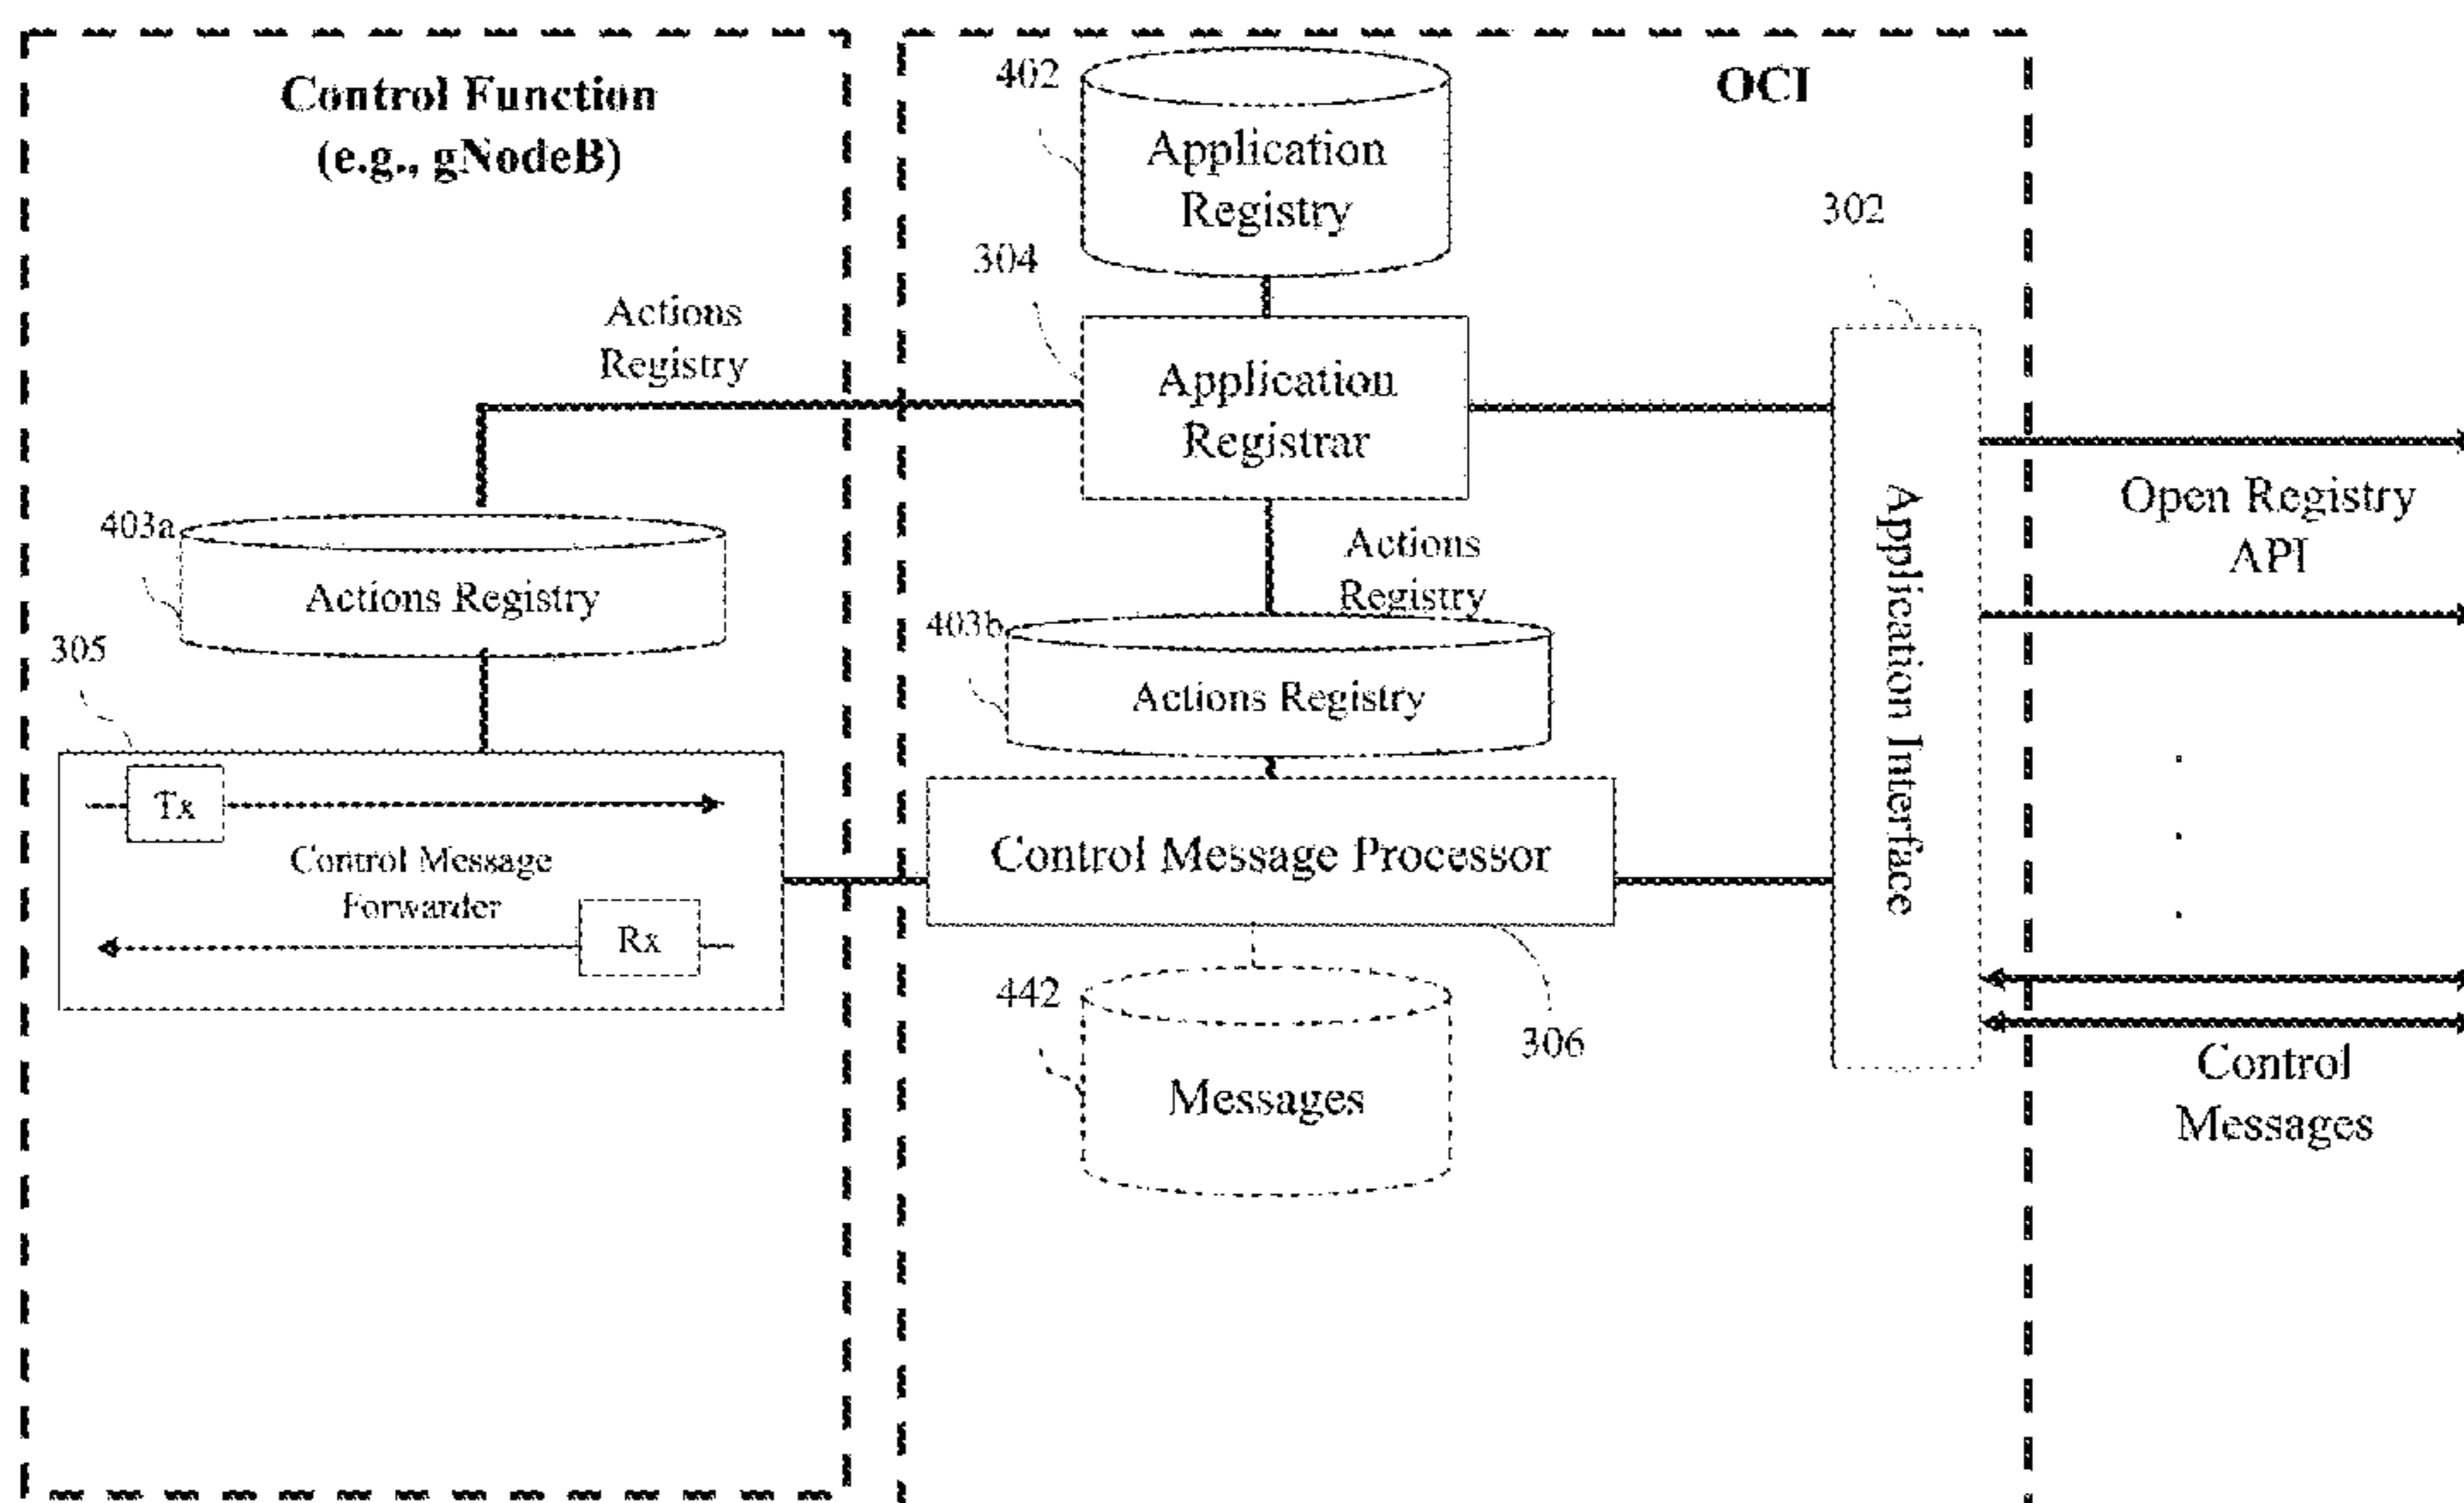 Control Function
(e.g., gNodeB)
OCI
402
Application
Registry
302
304
Actions
Registry
Application
Registrar
Application Interface
Open Registry
API
403a
Actions Registry
Actions
Registry
403b
Actions Registry
305
Tx
Control Message
Forwarder
Rx
Control Message Processor
442
Messages
306
Control
Messages